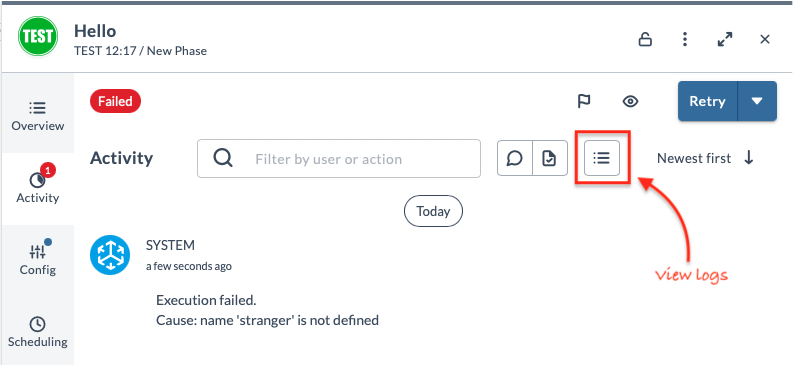 TEST
Hello
TEST 12:17 / New Phase
Overview
1
Activity
Config
Scheduling
Failed
Retry
Activity
Filter by user or action
Newest first
Today
View logs
SYSTEM
a few seconds ago
Execution failed.
Cause: name 'stranger' is not defined